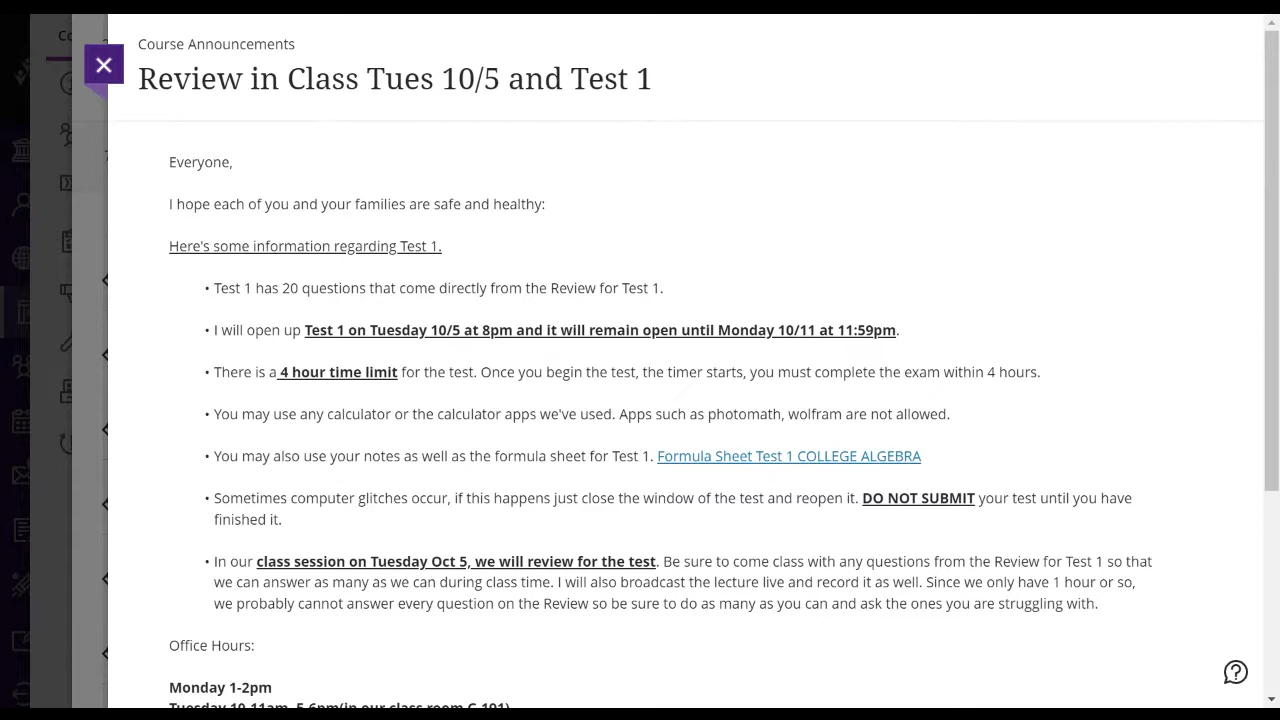 Course Announcements
Review in Class Tues 10/5 and Test 1
Everyone,
I hope each of you and your families are safe and healthy:
Here's some information regarding Test 1.
• Test 1 has 20 questions that come directly from the Review for Test 1.
• I will open up Test 1 on Tuesday 10/5 at 8pm and it will remain open until Monday 10/11 at 11:59pm.
• There is a 4 hour time limit for the test. Once you begin the test, the timer starts, you must complete the exam within 4 hours.
• You may use any calculator or the calculator apps we've used. Apps such as photomath, wolfram are not allowed.
• You may also use your notes as well as the formula sheet for Test 1. Formula Sheet Test 1 COLLEGE ALGEBRA
• Sometimes computer glitches occur, if this happens just close the window of the test and reopen it. DO NOT SUBMIT your test until you have
finished it.
• In our class session on Tuesday Oct 5, we will review for the test. Be sure to come class with any questions from the Review for Test 1 so that
we can answer as many as we can during class time. I will also broadcast the lecture live and record it as well. Since we only have 1 hour or so,
we probably cannot answer every question on the Review so be sure to do as many as you can and ask the ones you are struggling with.
Office Hours:
Monday 1-2pm
Tuesday 10-11am, 5-6pm(in our class room C 101)